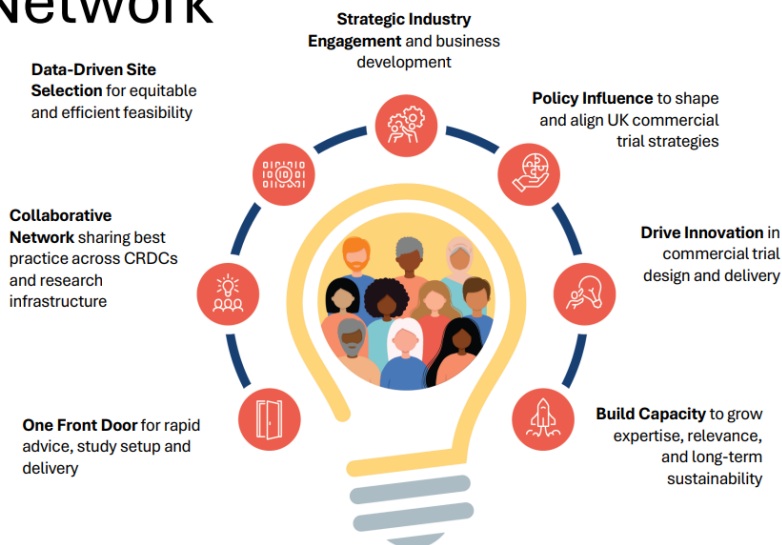 Network
Strategic Industry
Engagement and business
development
Data-Driven Site
Selection for equitable
and efficient feasibility
Policy Influence to shape
and align UK commercial
trial strategies
Collaborative
Network sharing best
practice across CRDCs
and research
infrastructure
Drive Innovation in
commercial trial
design and delivery
One Front Door for rapid
advice, study setup and
delivery
Build Capacity to grow
expertise, relevance,
and long-term
sustainability